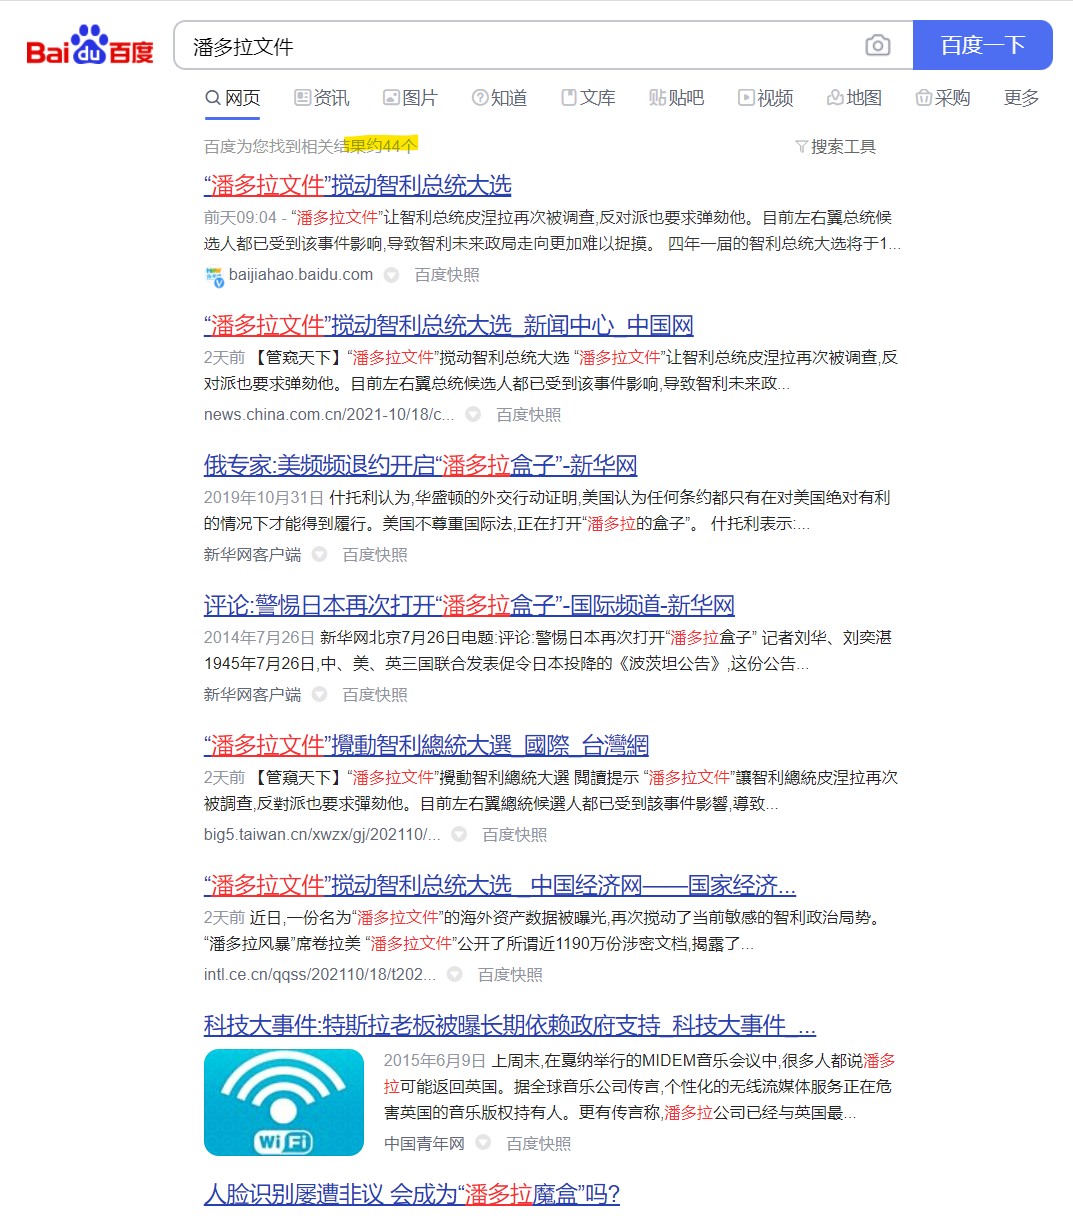 Bai du 百度
潘多拉文件
百度一下
网页 资讯 图片 知道 文库 贴吧 视频 地图 采购 更多
百度为您找到相关结果约44个
搜索工具
“潘多拉文件”搅动智利总统大选
前天09:04 - “潘多拉文件”让智利总统皮涅拉再次被调查,反对派也要求弹劾他。目前左右翼总统候
选人都已受到该事件影响,导致智利未来政局走向更加难以捉摸。 四年一届的智利总统大选将于1...
baijiahao.baidu.com 百度快照
“潘多拉文件”搅动智利总统大选_新闻中心_中国网
2天前 【管窥天下】“潘多拉文件”搅动智利总统大选 “潘多拉文件”让智利总统皮涅拉再次被调查,反
对派也要求弹劾他。目前左右翼总统候选人都已受到该事件影响,导致智利未来政...
news.china.com.cn/2021-10/18/c... 百度快照
俄专家:美频频退约开启“潘多拉盒子”-新华网
2019年10月31日 什托利认为,华盛顿的外交行动证明,美国认为任何条约都只有在对美国绝对有利
的情况下才能得到履行。美国不尊重国际法,正在打开“潘多拉的盒子”。 什托利表示:...
新华网客户端 百度快照
评论:警惕日本再次打开“潘多拉盒子”-国际频道-新华网
2014年7月26日 新华网北京7月26日电题:评论:警惕日本再次打开“潘多拉盒子” 记者刘华、刘奕湛
1945年7月26日,中、美、英三国联合发表促令日本投降的《波茨坦公告》,这份公告...
新华网客户端 百度快照
“潘多拉文件”攪動智利總統大選_國際_台灣網
2天前 【管窺天下】“潘多拉文件”攪動智利總統大選 閱讀提示 “潘多拉文件”讓智利總統皮涅拉再次
被調查,反對派也要求彈劾他。目前左右翼總統候選人都已受到該事件影響,導致...
big5.taiwan.cn/xwzx/gj/202110/... 百度快照
“潘多拉文件”搅动智利总统大选 _ 中国经济网——国家经济...
2天前 近日,一份名为“潘多拉文件”的海外资产数据被曝光,再次搅动了当前敏感的智利政治局势。
“潘多拉风暴”席卷拉美 “潘多拉文件”公开了所谓近1190万份涉密文档,揭露了...
intl.ce.cn/qqss/202110/18/t202... 百度快照
科技大事件:特斯拉老板被曝长期依赖政府支持_科技大事件_...
WiFi
2015年6月9日 上周末,在戛纳举行的MIDEM音乐会议中,很多人都说潘多
拉可能返回英国。据全球音乐公司传言,个性化的无线流媒体服务正在危
害英国的音乐版权持有人。更有传言称,潘多拉公司已经与英国最...
中国青年网 百度快照
人脸识别屡遭非议 会成为“潘多拉魔盒”吗?